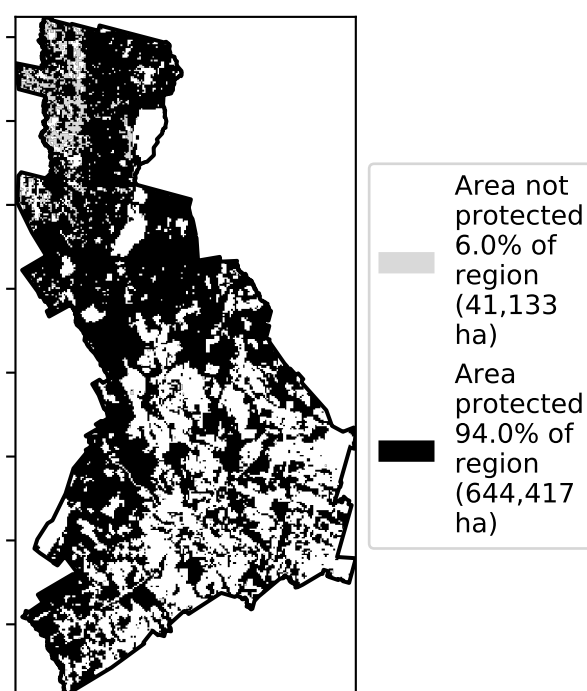 Area not
protected
6.0% of
region
(41,133
ha)
Area
protected
94.0% of
region
(644,417
ha)